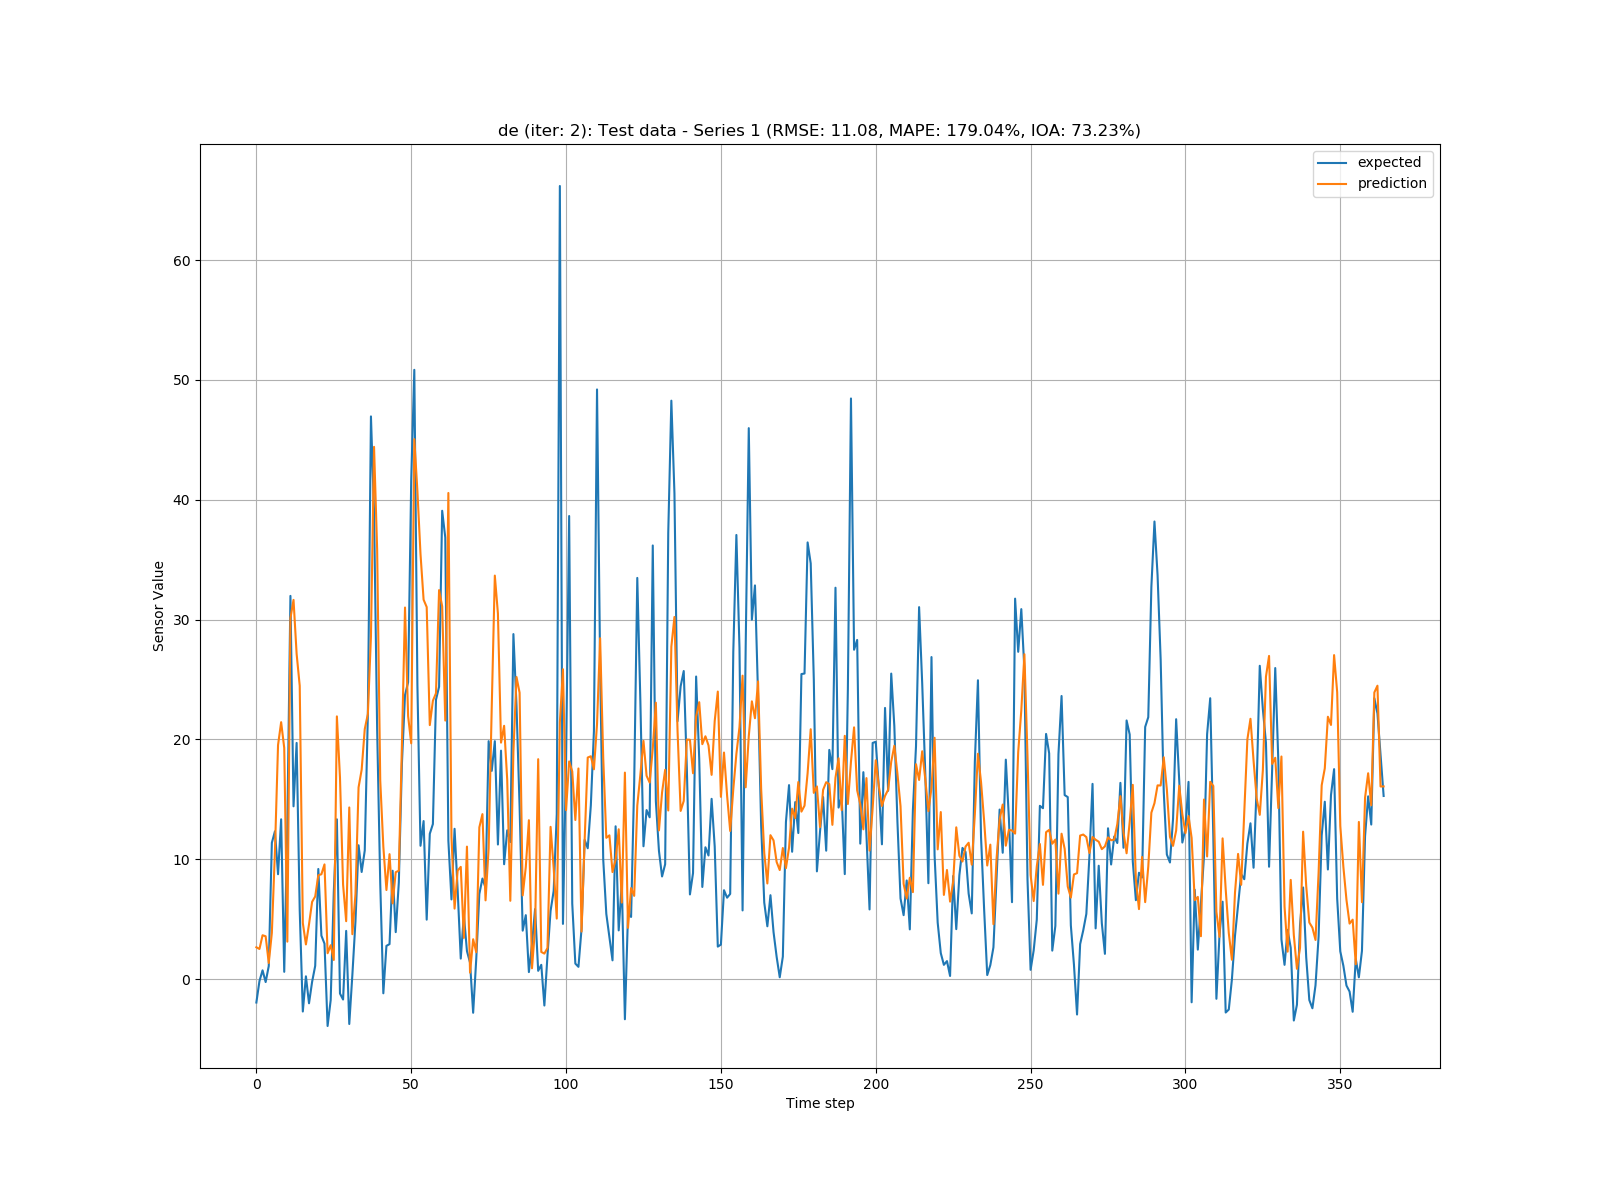 de (iter: 2): Test data - Series 1 (RMSE: 11.08, MAPE: 179.04%, IOA: 73.23%)
expected
prediction
60
50
40
30
20
10
0
Sensor Value
0 50 100 150 200 250 300 350
Time step